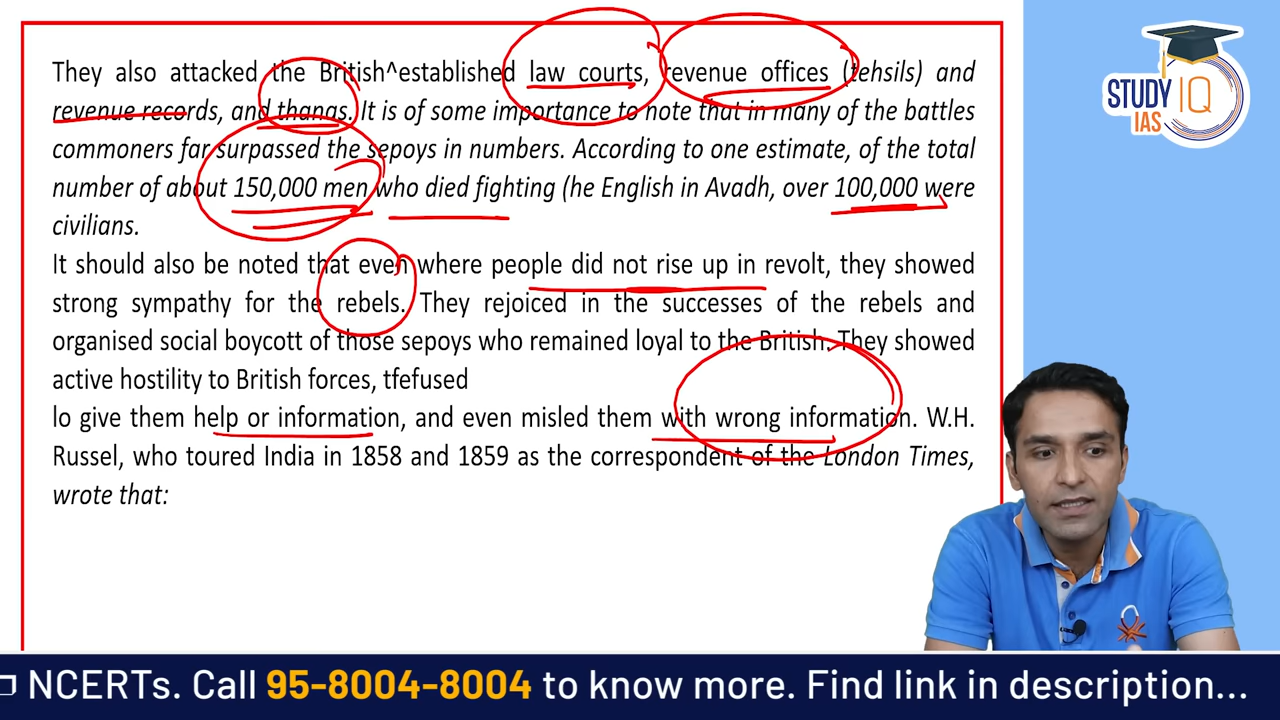 They also attacked the British^established law courts, revenue offices (tehsils) and
revenue records, and thanas. It is of some importance to note that in many of the battles
commoners far surpassed the sepoys in numbers. According to one estimate, of the total
number of about 150,000 men who died fighting (he English in Avadh, over 100,000 were
civilians.
It should also be noted that even where people did not rise up in revolt, they showed
strong sympathy for the rebels. They rejoiced in the successes of the rebels and
organised social boycott of those sepoys who remained loyal to the British. They showed
active hostility to British forces, tfefused
lo give them help or information, and even misled them with wrong information. W.H.
Russel, who toured India in 1858 and 1859 as the correspondent of the London Times,
wrote that:
STUDY IQ
IAS
NCERTs. Call 95-8004-8004 to know more. Find link in description...